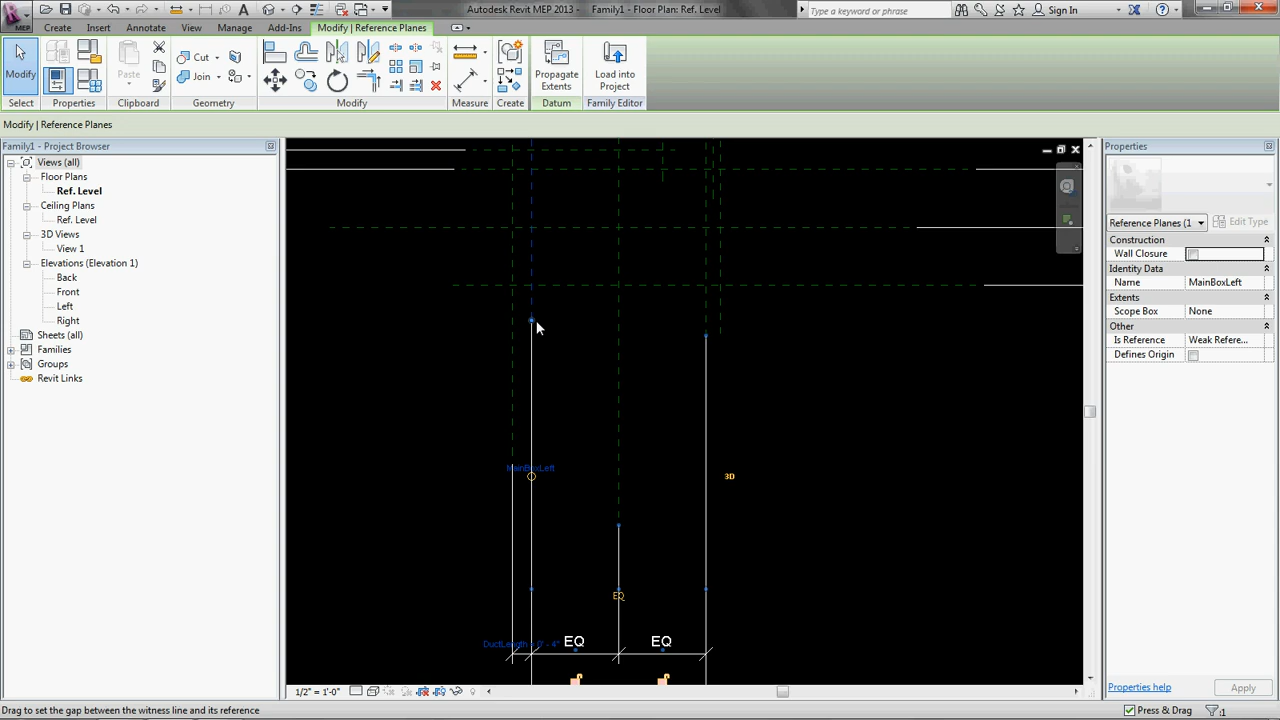 Autodesk Revit MEP 2013 - Family1 - Floor Plan: Ref. Level
Type a keyword or phrase
Sign In
MEP
Create Insert Annotate View Manage Add-Ins Modify | Reference Planes
Modify
Paste
Cut
Join
Propagate Extents
Load into Project
Select Properties Clipboard Geometry Modify Measure Create Datum Family Editor
Modify | Reference Planes
Family1 - Project Browser
Views (all)
Floor Plans
Ref. Level
Ceiling Plans
Ref. Level
3D Views
View 1
Elevations (Elevation 1)
Back
Front
Left
Right
Sheets (all)
Families
Groups
Revit Links
MainBoxLeft
3D
EQ
EQ
EQ
Properties
Reference Planes (1
Edit Type
Construction
Wall Closure
Identity Data
Name MainBoxLeft
Extents
Scope Box None
Other
Is Reference Weak Refere...
Defines Origin
Properties help
Apply
1/2" = 1'-0"
Drag to set the gap between the witness line and its reference
Press & Drag
:1